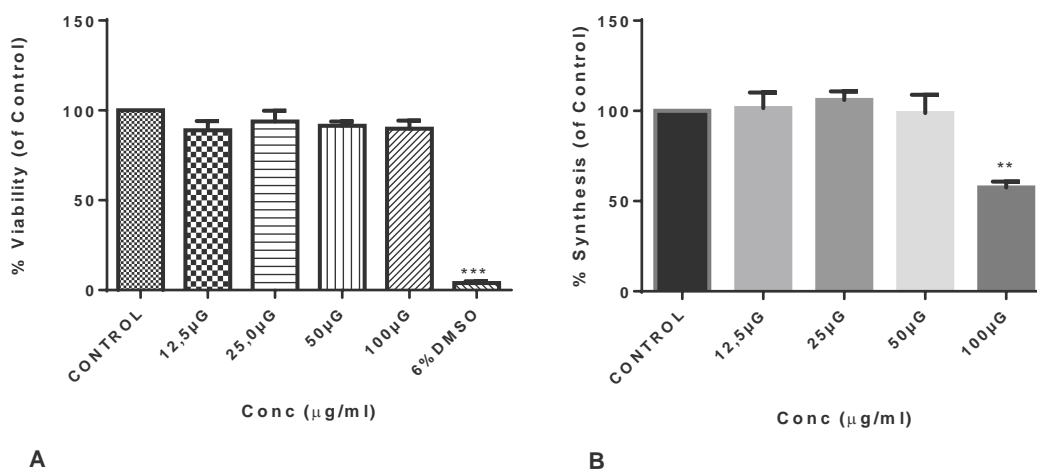 % Viability (of Control)
150
100
50
0
***
CONTROL
12,5µG
25,0µG
50µG
100µG
6%DMSO
Conc (µg/ml)
A
% Synthesis (of Control)
150
100
50
0
**
CONTROL
12,5µG
25µG
50µG
100µG
Conc (µg/ml)
B